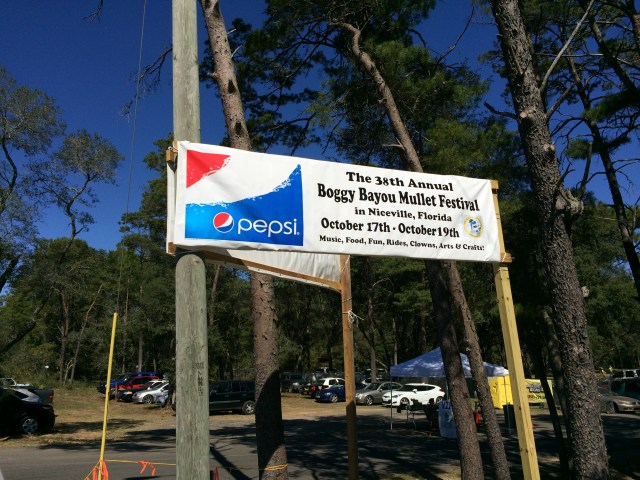 The 38th Annual
Boggy Bayou Mullet Festival
in Niceville, Florida
October 17th - October 19th
Music, Food, Fun, Rides, Clowns, Arts & Crafts!
pepsi